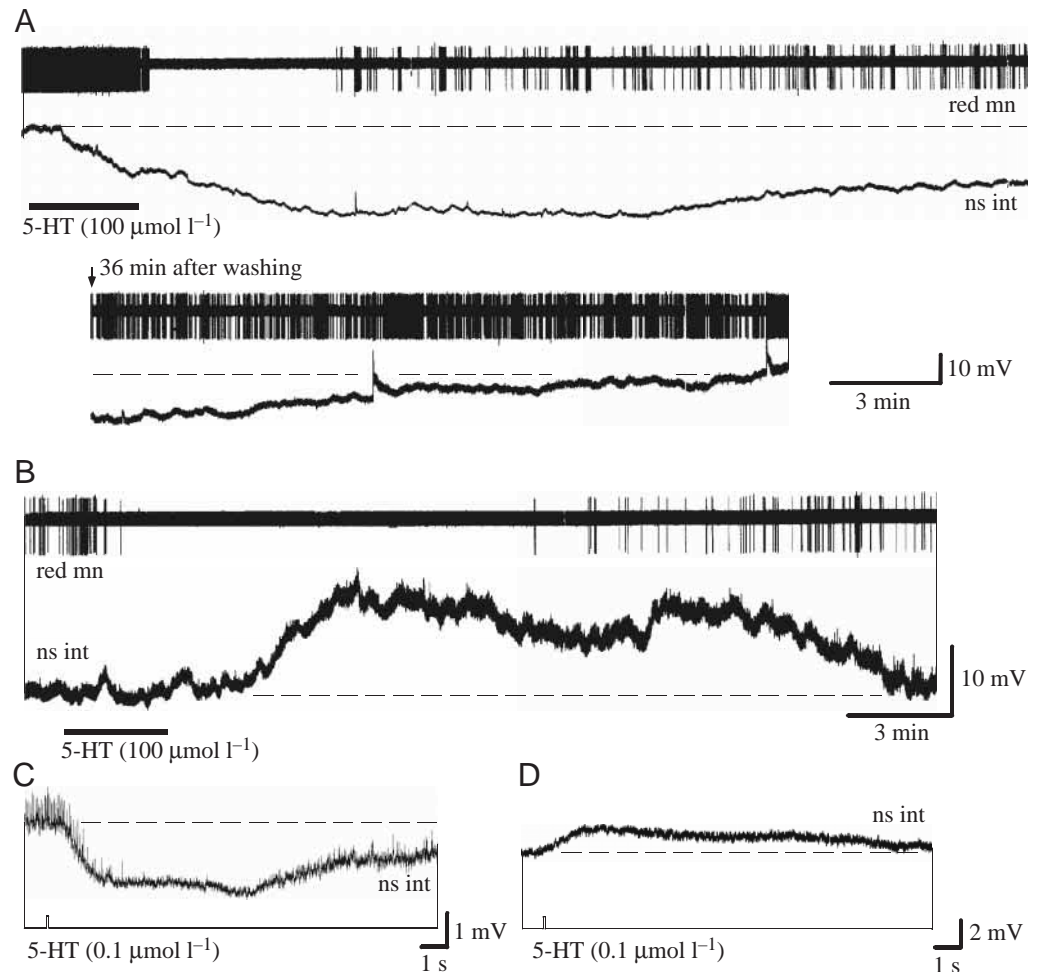 A
red mn
ns int
5-HT (100 μmol l⁻¹)
36 min after washing
10 mV
3 min
B
red mn
ns int
10 mV
3 min
5-HT (100 μmol l⁻¹)
C
ns int
1 mV
5-HT (0.1 μmol l⁻¹)
1 s
D
ns int
2 mV
5-HT (0.1 μmol l⁻¹)
1 s